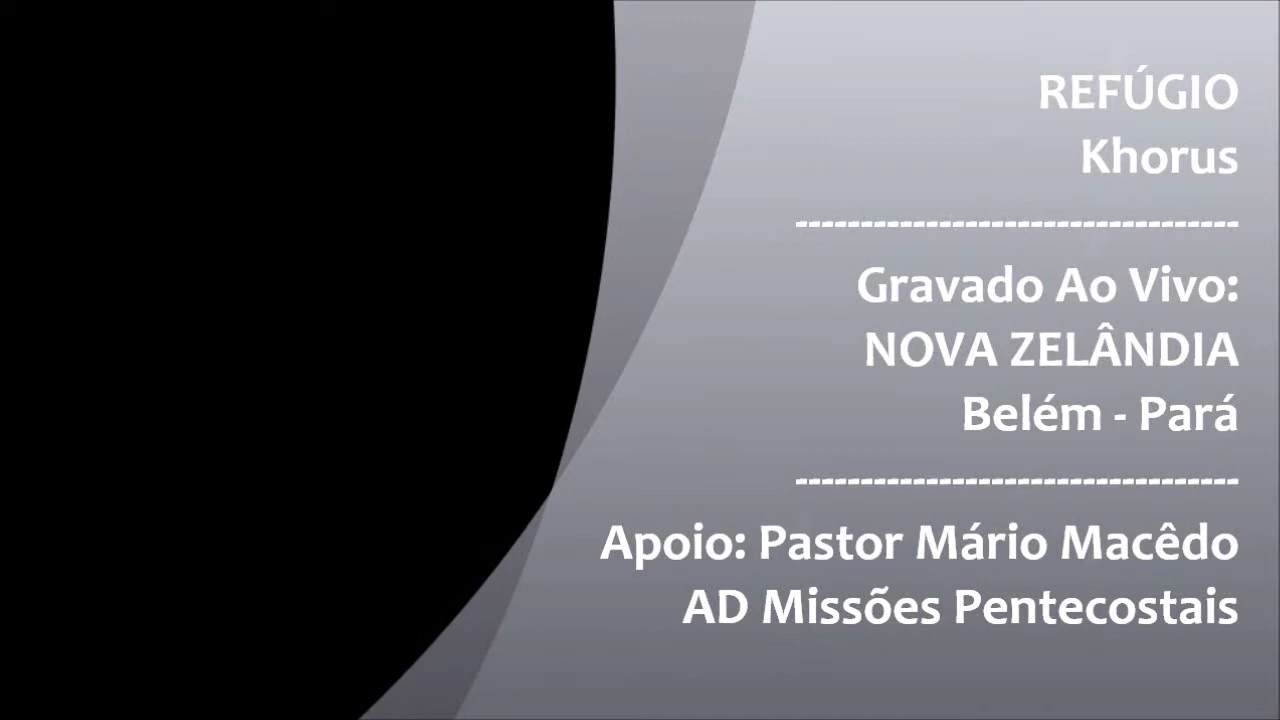 REFÚGIO
Khorus
----------------------------------
Gravado Ao Vivo:
NOVA ZELÂNDIA
Belém - Pará
----------------------------------
Apoio: Pastor Mário Macêdo
AD Missões Pentecostais